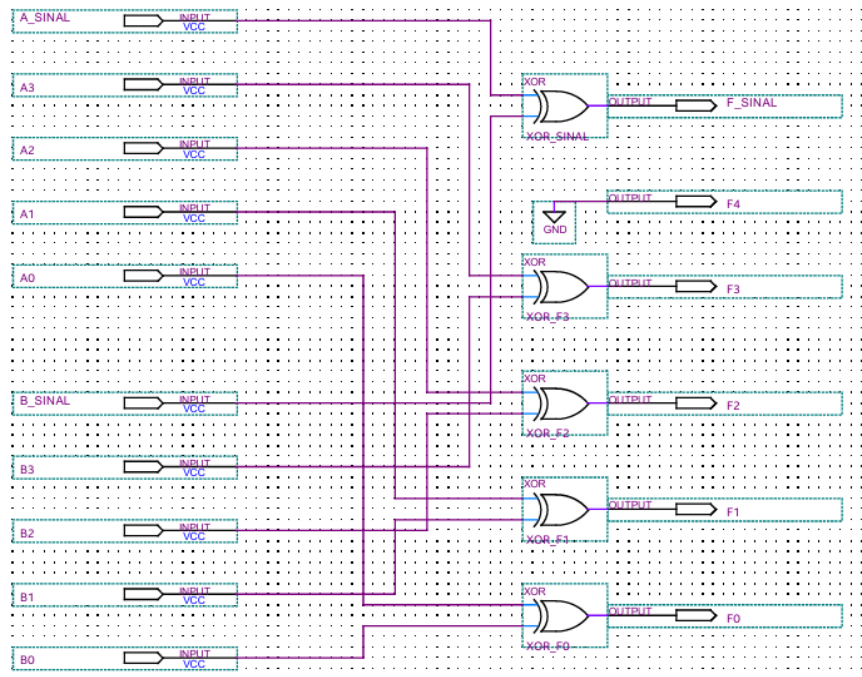 A_SINAL INPUT
VCC
A3 INPUT
VCC
XOR
OUTPUT F_SINAL
XOR_SINAL
A2 INPUT
VCC
A1 INPUT
VCC
OUTPUT F4
GND
A0 INPUT
VCC
XOR
OUTPUT F3
XOR_F3
XOR
B_SINAL INPUT
VCC
OUTPUT F2
XOR_F2
B3 INPUT
VCC
XOR
OUTPUT F1
B2 INPUT
VCC
XOR_F1
B1 INPUT
VCC
XOR
OUTPUT F0
XOR_F0
B0 INPUT
VCC